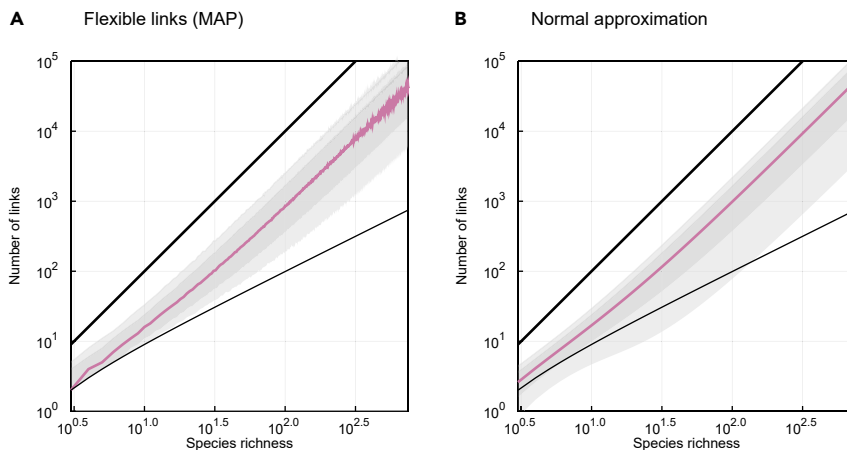 A Flexible links (MAP)
10^5
10^4
10^3
10^2
10^1
10^0
Number of links
10^0.5 10^1.0 10^1.5 10^2.0 10^2.5
Species richness
B Normal approximation
10^5
10^4
10^3
10^2
10^1
10^0
Number of links
10^0.5 10^1.0 10^1.5 10^2.0 10^2.5
Species richness